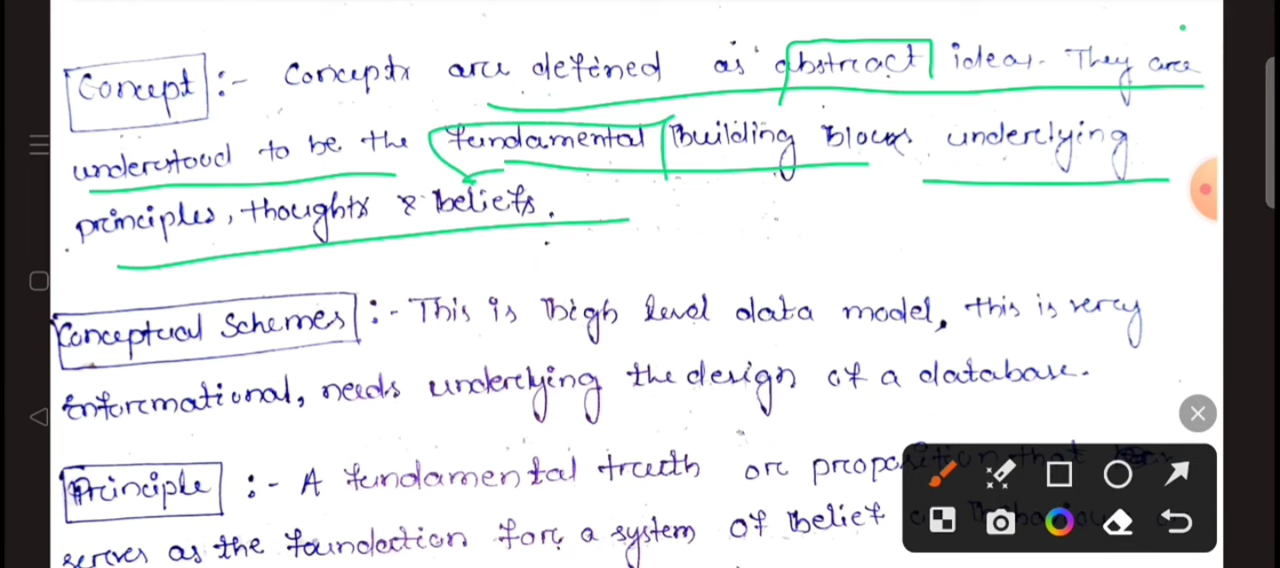 Concept :- Concepts are defined as abstract ideas. They are
understood to be the fundamental Building blocks underlying
principles, thoughts & beliefs.
Conceptual Schemes :- This is high level data model, this is very
informational, needs underlying the design of a database.
Principle :- A fundamental truth or proposition that
serves as the foundation for a system of belief